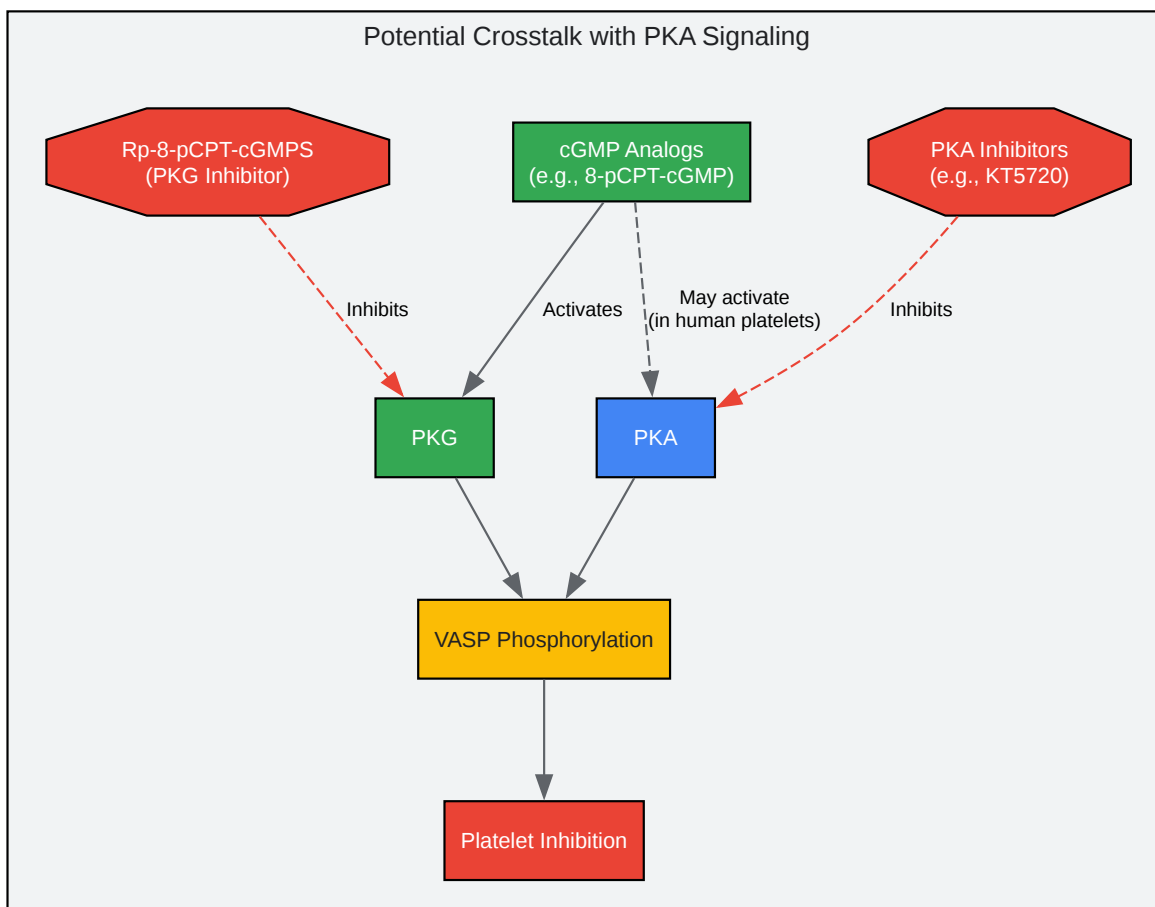 Potential Crosstalk with PKA Signaling
Rp-8-pCPT-cGMPS
(PKG Inhibitor)
cGMP Analogs
(e.g., 8-pCPT-cGMP)
PKA Inhibitors
(e.g., KT5720)
Inhibits
Activates
May activate
(in human platelets)
Inhibits
PKG
PKA
VASP Phosphorylation
Platelet Inhibition